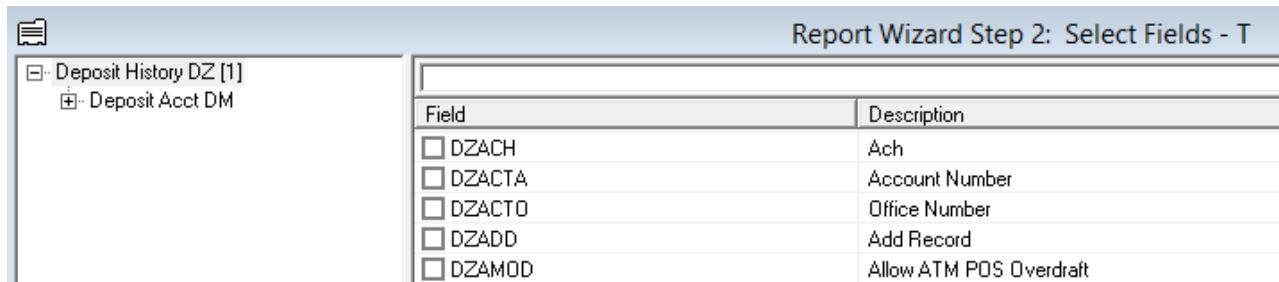 Report Wizard Step 2: Select Fields - T
Deposit History DZ [1]
Deposit Acct DM
Field Description
DZACH Ach
DZACTA Account Number
DZACTO Office Number
DZADD Add Record
DZAMOD Allow ATM POS Overdraft